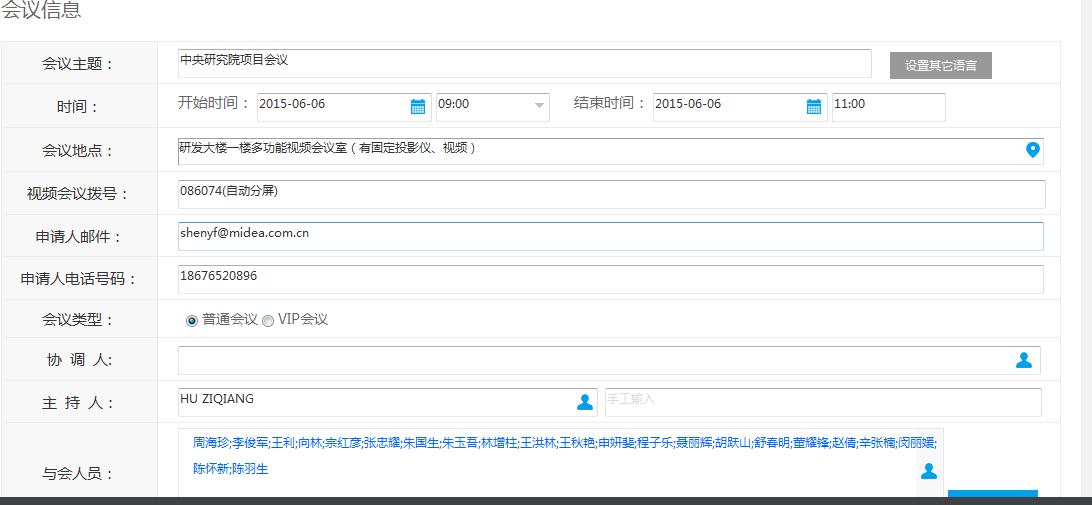 会议信息
会议主题： 中央研究院项目会议 设置其它语言
时间： 开始时间： 2015-06-06 09:00 结束时间： 2015-06-06 11:00
会议地点： 研发大楼一楼多功能视频会议室（有固定投影仪、视频）
视频会议拨号： 086074(自动分屏)
申请人邮件： shenyf@midea.com.cn
申请人电话号码： 18676520896
会议类型： 普通会议 VIP会议
协 调 人:
主 持 人： HU ZIQIANG 手工输入
与会人员： 周海珍;李俊军;王利;向林;宗红彦;张忠耀;朱国生;朱玉吾;林增柱;王洪林;王秋艳;申妍斐;程子乐;聂丽辉;胡跃山;舒春明;董耀锋;赵倩;辛张楠;闵丽媛;
陈怀新;陈羽生